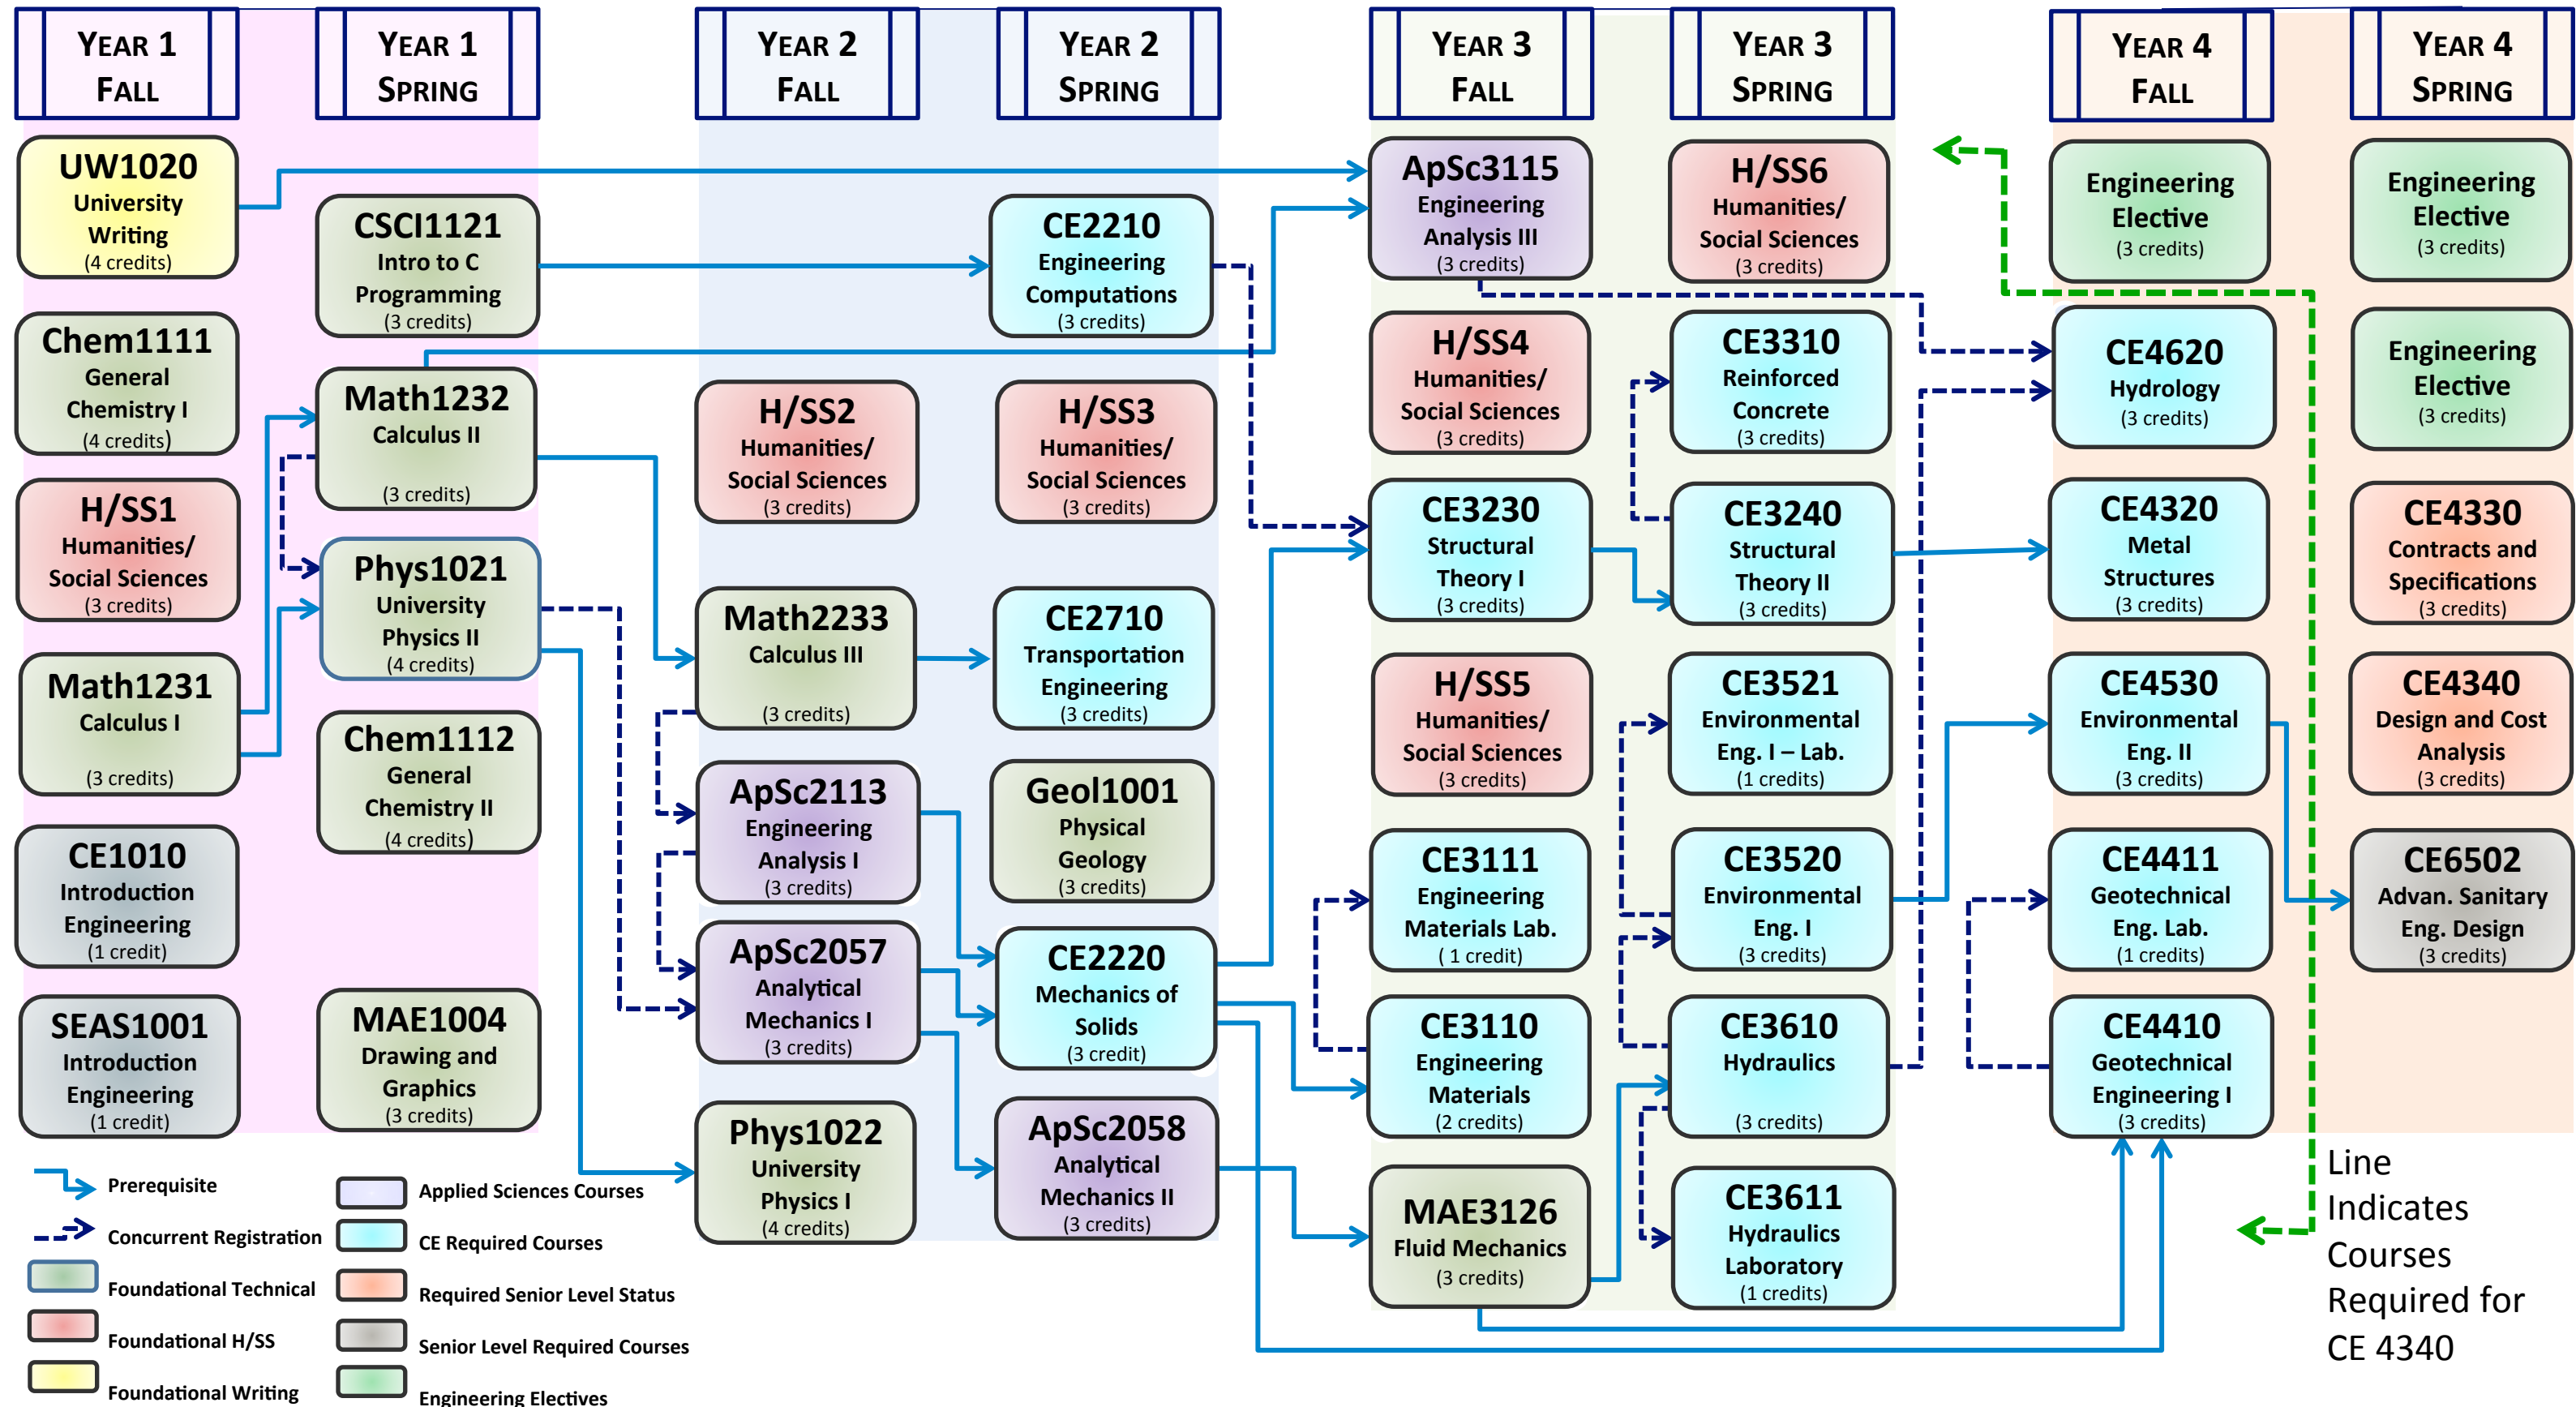 YEAR 1
FALL
YEAR 1
SPRING
YEAR 2
FALL
YEAR 2
SPRING
YEAR 3
FALL
YEAR 3
SPRING
YEAR 4
FALL
YEAR 4
SPRING
UW1020
University
Writing
(4 credits)
Chem1111
General
Chemistry I
(4 credits)
H/SS1
Humanities/
Social Sciences
(3 credits)
Math1231
Calculus I
(3 credits)
CE1010
Introduction
Engineering
(1 credit)
SEAS1001
Introduction
Engineering
(1 credit)
CSCI1121
Intro to C
Programming
(3 credits)
Math1232
Calculus II
(3 credits)
Phys1021
University
Physics II
(4 credits)
Chem1112
General
Chemistry II
(4 credits)
MAE1004
Drawing and
Graphics
(3 credits)
H/SS2
Humanities/
Social Sciences
(3 credits)
Math2233
Calculus III
(3 credits)
ApSc2113
Engineering
Analysis I
(3 credits)
ApSc2057
Analytical
Mechanics I
(3 credits)
Phys1022
University
Physics I
(4 credits)
CE2210
Engineering
Computations
(3 credits)
H/SS3
Humanities/
Social Sciences
(3 credits)
CE2710
Transportation
Engineering
(3 credits)
Geol1001
Physical
Geology
(3 credits)
CE2220
Mechanics of
Solids
(3 credit)
ApSc2058
Analytical
Mechanics II
(3 credits)
ApSc3115
Engineering
Analysis III
(3 credits)
H/SS4
Humanities/
Social Sciences
(3 credits)
CE3230
Structural
Theory I
(3 credits)
H/SS5
Humanities/
Social Sciences
(3 credits)
CE3111
Engineering
Materials Lab.
( 1 credit)
CE3110
Engineering
Materials
(2 credits)
MAE3126
Fluid Mechanics
(3 credits)
H/SS6
Humanities/
Social Sciences
(3 credits)
CE3310
Reinforced
Concrete
(3 credits)
CE3240
Structural
Theory II
(3 credits)
CE3521
Environmental
Eng. I – Lab.
(1 credits)
CE3520
Environmental
Eng. I
(3 credits)
CE3610
Hydraulics
(3 credits)
CE3611
Hydraulics
Laboratory
(1 credits)
Engineering
Elective
(3 credits)
CE4620
Hydrology
(3 credits)
CE4320
Metal
Structures
(3 credits)
CE4530
Environmental
Eng. II
(3 credits)
CE4411
Geotechnical
Eng. Lab.
(1 credits)
CE4410
Geotechnical
Engineering I
(3 credits)
Engineering
Elective
(3 credits)
Engineering
Elective
(3 credits)
CE4330
Contracts and
Specifications
(3 credits)
CE4340
Design and Cost
Analysis
(3 credits)
CE6502
Advan. Sanitary
Eng. Design
(3 credits)
Line
Indicates
Courses
Required for
CE 4340
Prerequisite
Concurrent Registration
Foundational Technical
Foundational H/SS
Foundational Writing
Applied Sciences Courses
CE Required Courses
Required Senior Level Status
Senior Level Required Courses
Engineering Electives